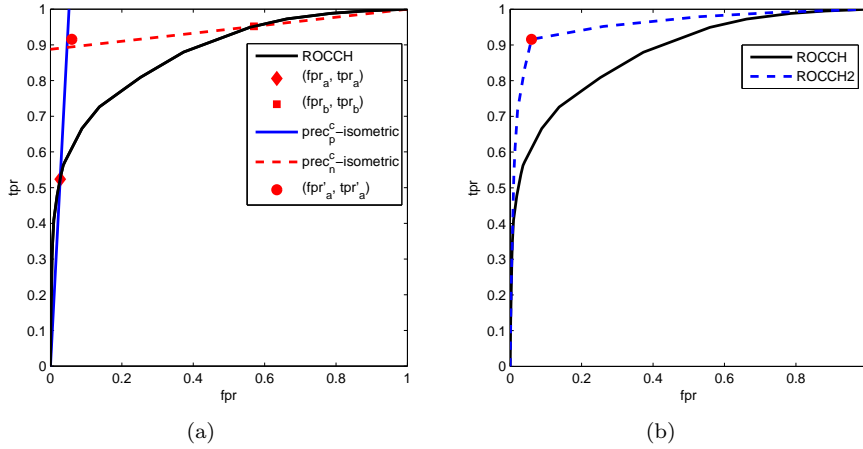 1
0.9
0.8
0.7
0.6
0.5
0.4
0.3
0.2
0.1
0
tpr
0 0.2 0.4 0.6 0.8 1
fpr
ROCCH
(fpr_a, tpr_a)
(fpr_b, tpr_b)
prec_p^c−isometric
prec_n^c−isometric
(fpr'_a, tpr'_a)
(a)
1
0.9
0.8
0.7
0.6
0.5
0.4
0.3
0.2
0.1
0
tpr
0 0.2 0.4 0.6 0.8
fpr
ROCCH
ROCCH2
(b)